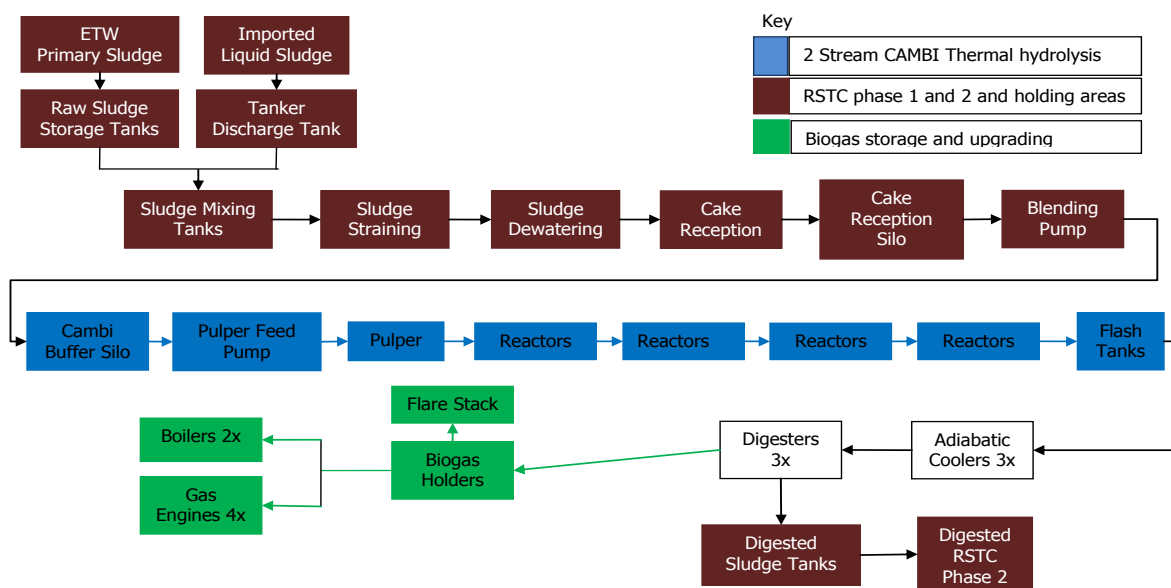 ETW
Primary Sludge
Imported
Liquid Sludge
Key
2 Stream CAMBI Thermal hydrolysis
RSTC phase 1 and 2 and holding areas
Biogas storage and upgrading
Raw Sludge
Storage Tanks
Tanker
Discharge Tank
Sludge Mixing
Tanks
Sludge
Straining
Sludge
Dewatering
Cake
Reception
Cake
Reception
Silo
Blending
Pump
Cambi
Buffer Silo
Pulper Feed
Pump
Pulper
Reactors
Reactors
Reactors
Reactors
Flash
Tanks
Flare Stack
Boilers 2x
Biogas
Holders
Gas
Engines 4x
Digesters
3x
Adiabatic
Coolers 3x
Digested
Sludge Tanks
Digested
RSTC
Phase 2